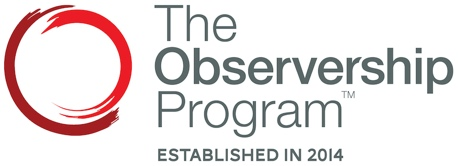 The
Observership
Program™
ESTABLISHED IN 2014